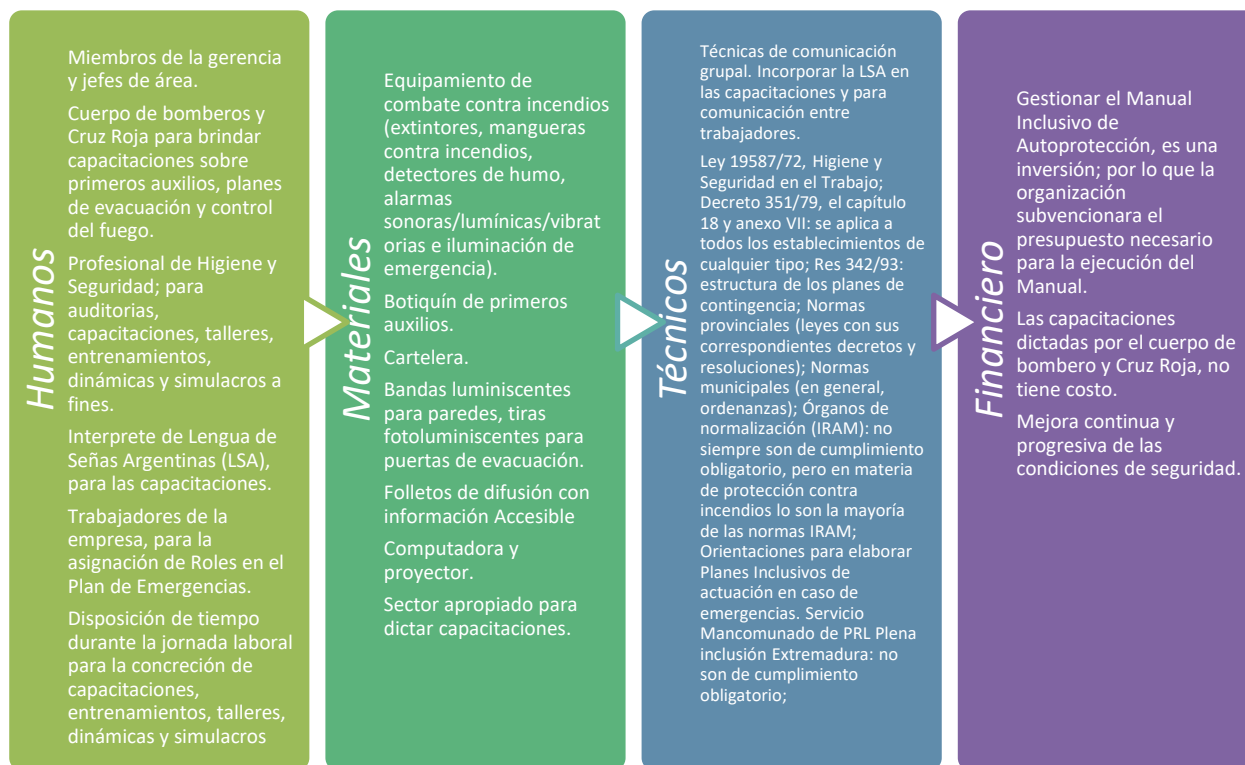 Humanos
Miembros de la gerencia
y jefes de área.
Cuerpo de bomberos y
Cruz Roja para brindar
capacitaciones sobre
primeros auxilios, planes
de evacuación y control
del fuego.
Profesional de Higiene y
Seguridad; para
auditorias,
capacitaciones, talleres,
entrenamientos,
dinámicas y simulacros a
fines.
Interprete de Lengua de
Señas Argentinas (LSA),
para las capacitaciones.
Trabajadores de la
empresa, para la
asignación de Roles en el
Plan de Emergencias.
Disposición de tiempo
durante la jornada laboral
para la concreción de
capacitaciones,
entrenamientos, talleres,
dinámicas y simulacros
Materiales
Equipamiento de
combate contra incendios
(extintores, mangueras
contra incendios,
detectores de humo,
alarmas
sonoras/lumínicas/vibrat
orias e iluminación de
emergencia).
Botiquín de primeros
auxilios.
Cartelera.
Bandas luminiscentes
para paredes, tiras
fotoluminiscentes para
puertas de evacuación.
Folletos de difusión con
información Accesible
Computadora y
proyector.
Sector apropiado para
dictar capacitaciones.
Técnicos
Técnicas de comunicación
grupal. Incorporar la LSA en
las capacitaciones y para
comunicación entre
trabajadores.
Ley 19587/72, Higiene y
Seguridad en el Trabajo;
Decreto 351/79, el capítulo
18 y anexo VII: se aplica a
todos los establecimientos de
cualquier tipo; Res 342/93:
estructura de los planes de
contingencia; Normas
provinciales (leyes con sus
correspondientes decretos y
resoluciones); Normas
municipales (en general,
ordenanzas); Órganos de
normalización (IRAM): no
siempre son de cumplimiento
obligatorio, pero en materia
de protección contra
incendios lo son la mayoría
de las normas IRAM;
Orientaciones para elaborar
Planes Inclusivos de
actuación en caso de
emergencias. Servicio
Mancomunado de PRL Plena
inclusión Extremadura: no
son de cumplimiento
obligatorio;
Financiero
Gestionar el Manual
Inclusivo de
Autoprotección, es una
inversión; por lo que la
organización
subvencionara el
presupuesto necesario
para la ejecución del
Manual.
Las capacitaciones
dictadas por el cuerpo de
bombero y Cruz Roja, no
tiene costo.
Mejora continua y
progresiva de las
condiciones de seguridad.